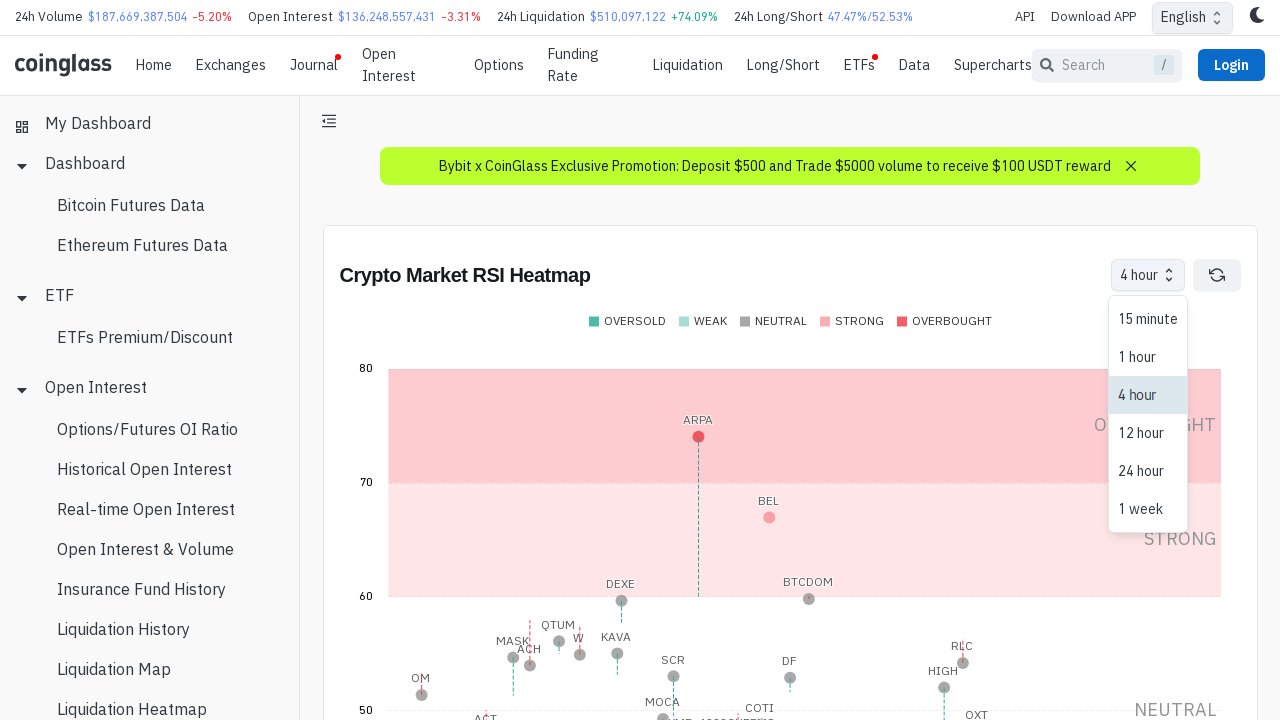 24h Volume $187,669,387,504 -5.20% Open Interest $136,248,557,431 -3.31% 24h Liquidation $510,097,122 +74.09% 24h Long/Short 47.47%/52.53% API Download APP English
coinglass Home Exchanges Journal Open Interest Options Funding Rate Liquidation Long/Short ETFs Data Supercharts Search / Login
My Dashboard
Dashboard
Bitcoin Futures Data
Ethereum Futures Data
ETF
ETFs Premium/Discount
Open Interest
Options/Futures OI Ratio
Historical Open Interest
Real-time Open Interest
Open Interest & Volume
Insurance Fund History
Liquidation History
Liquidation Map
Liquidation Heatmap
Bybit x CoinGlass Exclusive Promotion: Deposit $500 and Trade $5000 volume to receive $100 USDT reward
Crypto Market RSI Heatmap
4 hour
15 minute
1 hour
4 hour
12 hour
24 hour
1 week
OVERSOLD WEAK NEUTRAL STRONG OVERBOUGHT
80
ARPA
70
BEL
STRONG
DEXE
BTCDOM
60
QTUM
MASK
ACH
W
KAVA
RLC
SCR
DF
HIGH
OM
MOCA
COTI
OXT
50
NEUTRAL
ACT